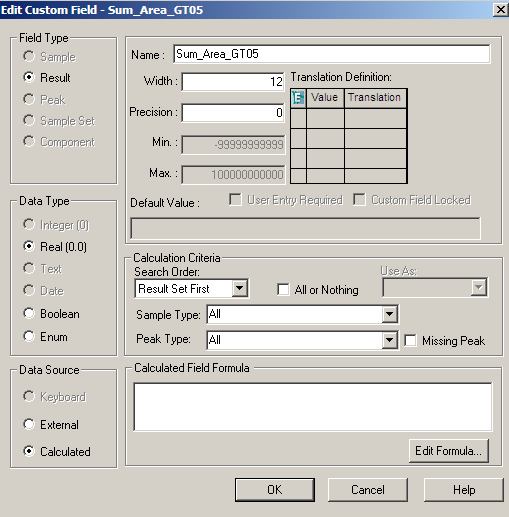 Edit Custom Field - Sum_Area_GT05
Field Type
Sample
Result
Peak
Sample Set
Component
Name : Sum_Area_GT05
Width : 12
Precision : 0
Min. : -99999999999
Max. : 100000000000
Translation Definition:
Value Translation
Default Value : User Entry Required Custom Field Locked
Data Type
Integer (0)
Real (0.0)
Text
Date
Boolean
Enum
Calculation Criteria
Search Order: Use As:
Result Set First All or Nothing
Sample Type: All
Peak Type: All Missing Peak
Data Source
Keyboard
External
Calculated
Calculated Field Formula
Edit Formula...
OK Cancel Help